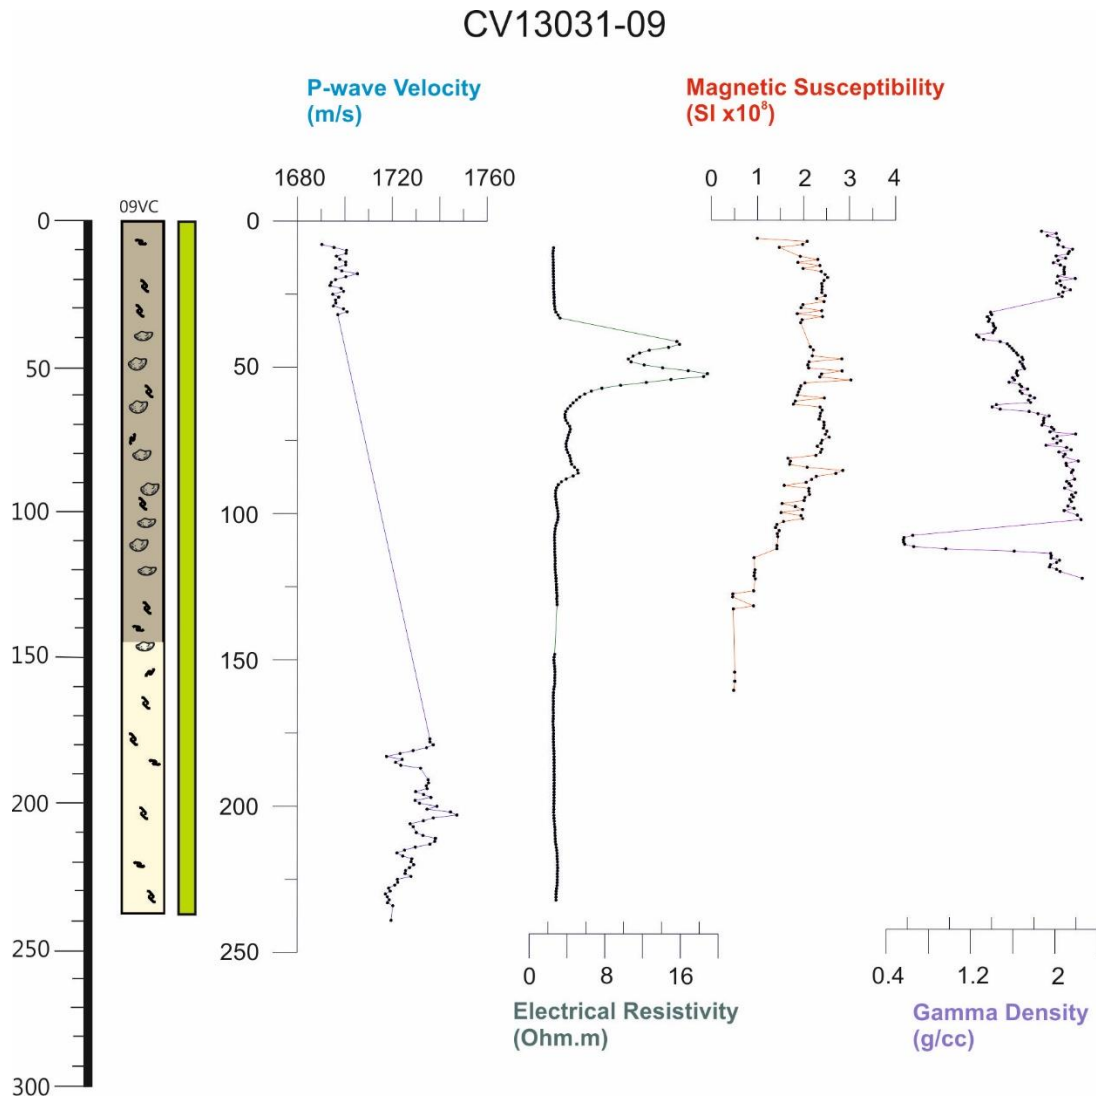 CV13031-09
P-wave Velocity
(m/s)
Magnetic Susceptibility
(SI x10⁸)
1680 1720 1760
0 1 2 3 4
09VC
0
50
100
150
200
250
300
0
50
100
150
200
250
0 8 16
Electrical Resistivity
(Ohm.m)
0.4 1.2 2
Gamma Density
(g/cc)